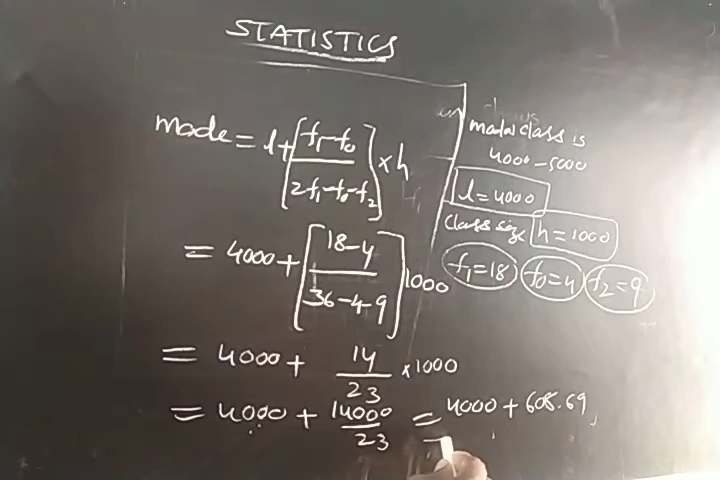 STATISTICS
mode = l + [f1-f0 / 2f1-f0-f2] × h
= 4000 + [18-4 / 36-4-9] 1000
= 4000 + 14/23 × 1000
= 4000 + 14000/23 = 4000 + 608.69
modal class is
4000-5000
l = 4000
class size h = 1000
f1=18 f0=4 f2=9